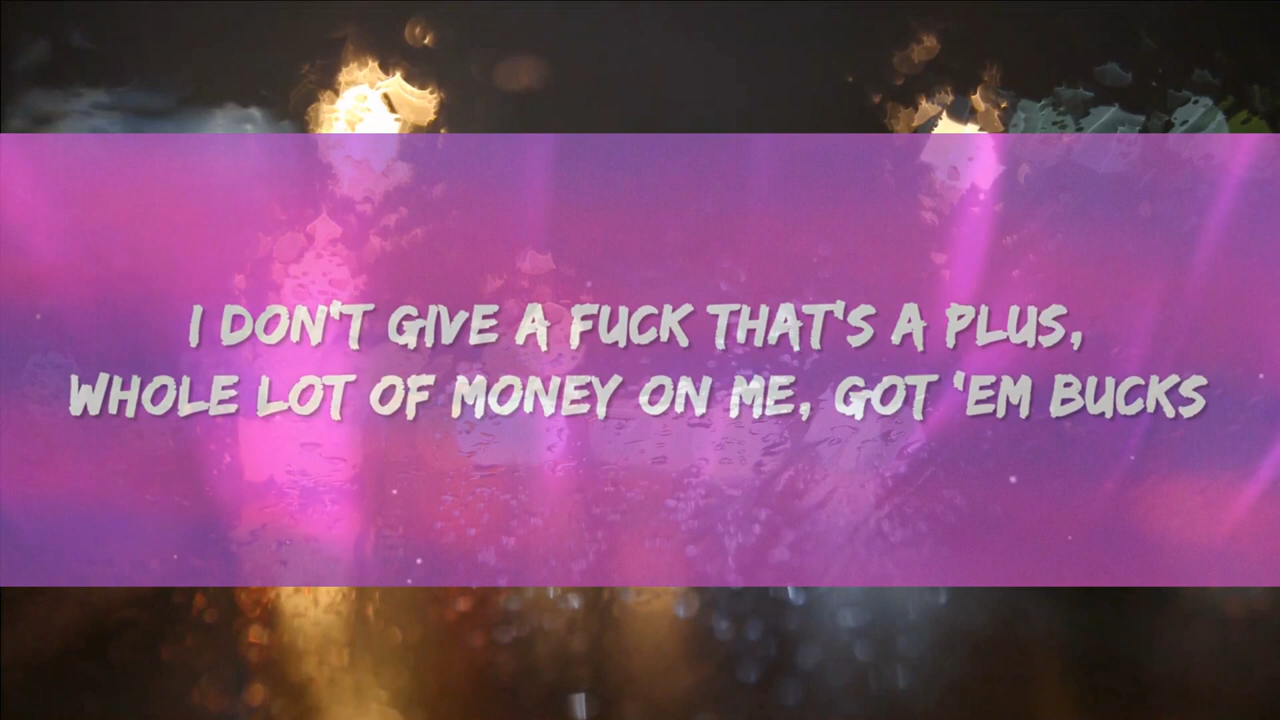 I DON'T GIVE A FUCK THAT'S A PLUS,
WHOLE LOT OF MONEY ON ME, GOT 'EM BUCKS